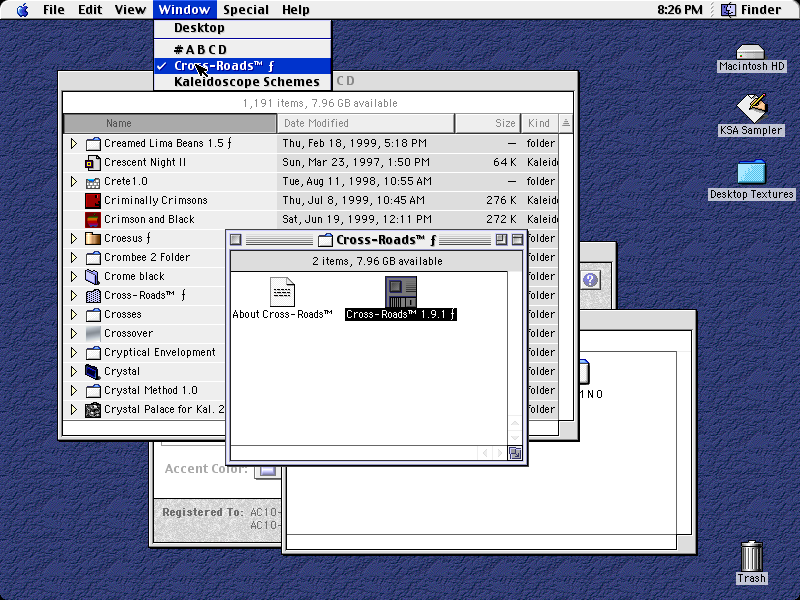 File Edit View Window Special Help 8:26 PM Finder
Desktop
# A B C D
✓ Cross-Roads™ ƒ
Kaleidoscope Schemes
C D
1,191 items, 7.96 GB available
Name Date Modified Size Kind
Creamed Lima Beans 1.5 ƒ Thu, Feb 18, 1999, 5:18 PM — folder
Crescent Night II Sun, Mar 23, 1997, 1:50 PM 64 K Kaleid
Crete1.0 Tue, Aug 11, 1998, 10:55 AM — folder
Criminally Crimsons Thu, Jul 8, 1999, 10:45 AM 276 K Kaleid
Crimson and Black Sat, Jun 19, 1999, 12:11 PM 272 K Kaleid
Croesus ƒ folder
Crombee 2 Folder folder
Crome black folder
Cross-Roads™ ƒ folder
Crosses folder
Crossover folder
Cryptical Envelopment folder
Crystal folder
Crystal Method 1.0 folder
Crystal Palace for Kal. 2 folder
Cross-Roads™ ƒ
2 items, 7.96 GB available
About Cross-Roads™
Cross-Roads™ 1.9.1 ƒ
?
1 N O
Accent Color:
Registered To: AC10-
AC10-
Macintosh HD
KSA Sampler
Desktop Textures
Trash